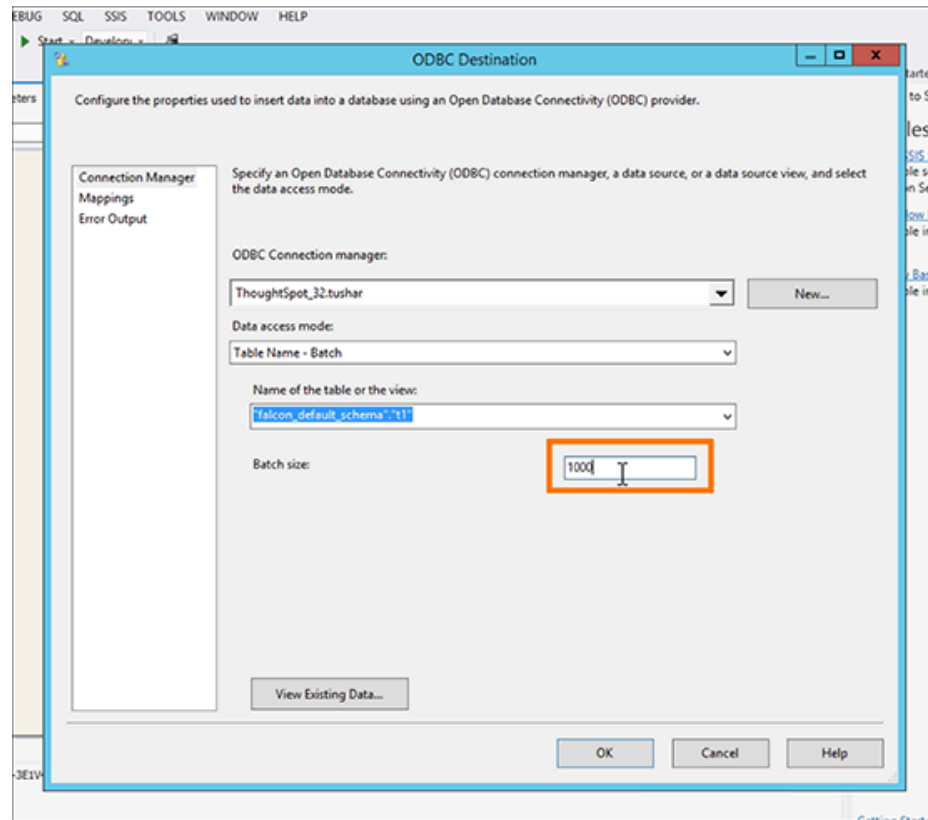 SQL SSIS TOOLS WINDOW HELP
Start
ODBC Destination
Configure the properties used to insert data into a database using an Open Database Connectivity (ODBC) provider.
Connection Manager
Mappings
Error Output
Specify an Open Database Connectivity (ODBC) connection manager, a data source, or a data source view, and select
the data access mode.
ODBC Connection manager:
ThoughtSpot_32.tushar
New...
Data access mode:
Table Name - Batch
Name of the table or the view:
"falcon_default_schema"."t1"
Batch size:
1000
View Existing Data...
OK
Cancel
Help